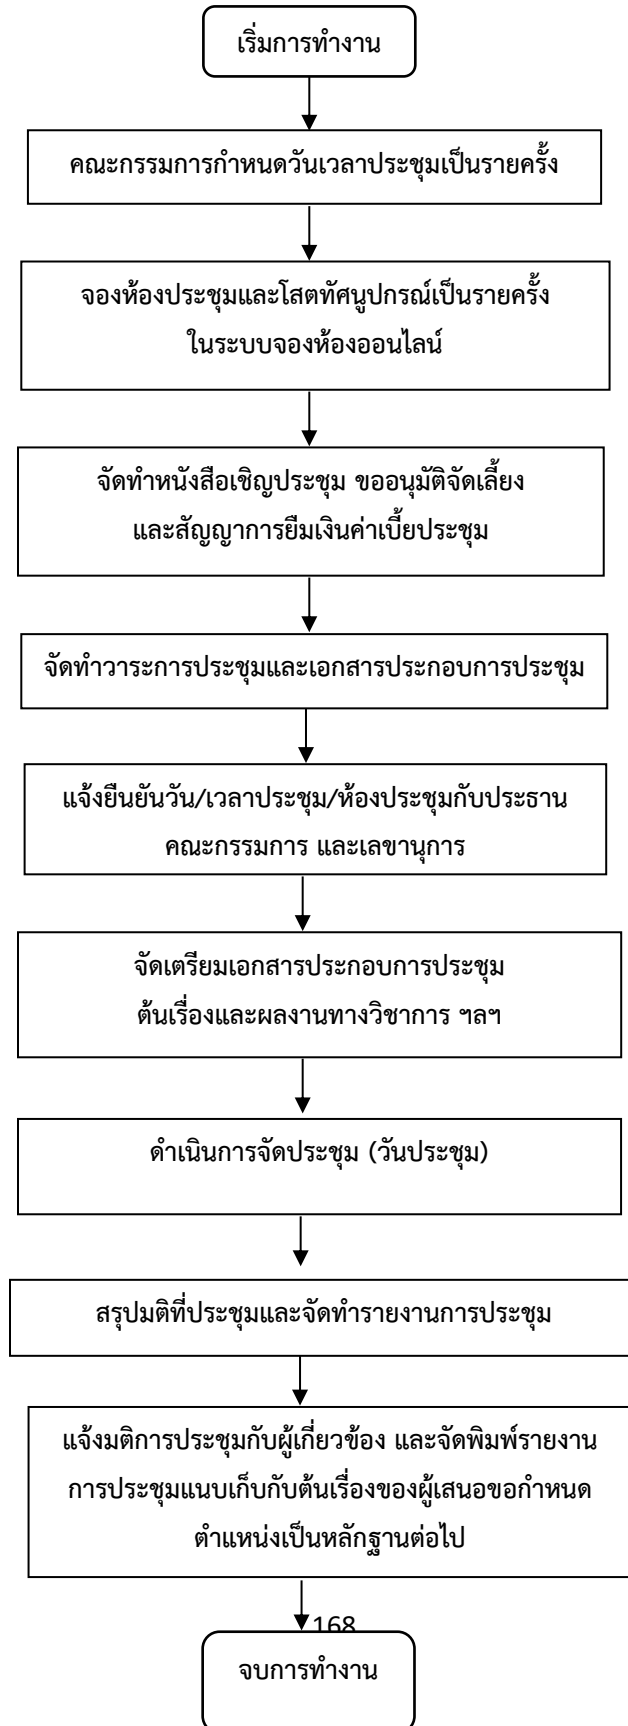 เริ่มการทำงาน
คณะกรรมการกำหนดวันเวลาประชุมเป็นรายครั้ง
จองห้องประชุมและโสตทัศนูปกรณ์เป็นรายครั้ง
ในระบบจองห้องออนไลน์
จัดทำหนังสือเชิญประชุม ขออนุมัติจัดเลี้ยง
และสัญญาการยืมเงินค่าเบี้ยประชุม
จัดทำวาระการประชุมและเอกสารประกอบการประชุม
แจ้งยืนยันวัน/เวลาประชุม/ห้องประชุมกับประธาน
คณะกรรมการ และเลขานุการ
จัดเตรียมเอกสารประกอบการประชุม
ต้นเรื่องและผลงานทางวิชาการ ฯลฯ
ดำเนินการจัดประชุม (วันประชุม)
สรุปมติที่ประชุมและจัดทำรายงานการประชุม
แจ้งมติการประชุมกับผู้เกี่ยวข้อง และจัดพิมพ์รายงาน
การประชุมแนบเก็บกับต้นเรื่องของผู้เสนอขอกำหนด
ตำแหน่งเป็นหลักฐานต่อไป
168
จบการทำงาน